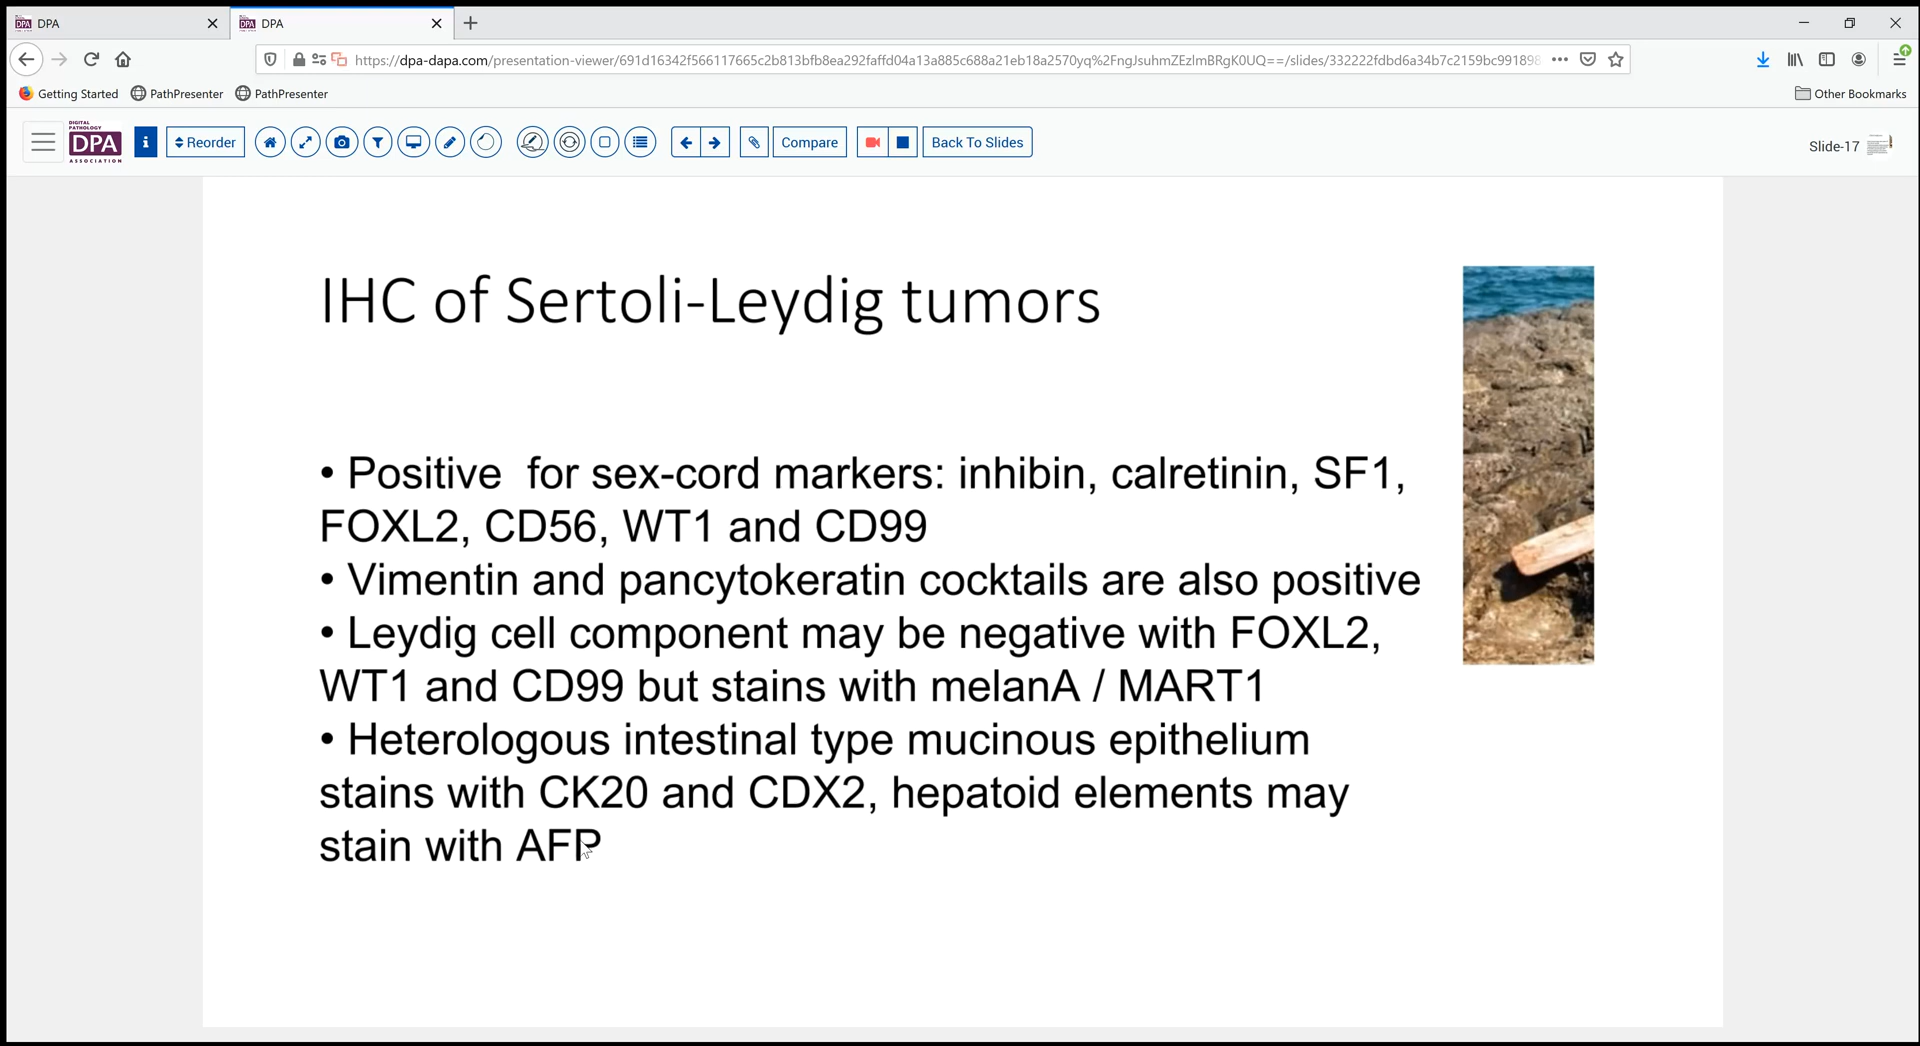 DPA
DPA
https://dpa-dapa.com/presentation-viewer/691d16342f566117665c2b813bfb8ea292faffd04a13a885c688a21eb18a2570yq%2FngJsuhmZEzlmBRgK0UQ==/slides/332222fdbd6a34b7c2159bc991898
Getting Started
PathPresenter
PathPresenter
Other Bookmarks
DIGITAL PATHOLOGY
DPA
ASSOCIATION
Reorder
Compare
Back To Slides
Slide-17
IHC of Sertoli-Leydig tumors
• Positive  for sex-cord markers: inhibin, calretinin, SF1,
FOXL2, CD56, WT1 and CD99
• Vimentin and pancytokeratin cocktails are also positive
• Leydig cell component may be negative with FOXL2,
WT1 and CD99 but stains with melanA / MART1
• Heterologous intestinal type mucinous epithelium
stains with CK20 and CDX2, hepatoid elements may
stain with AFP